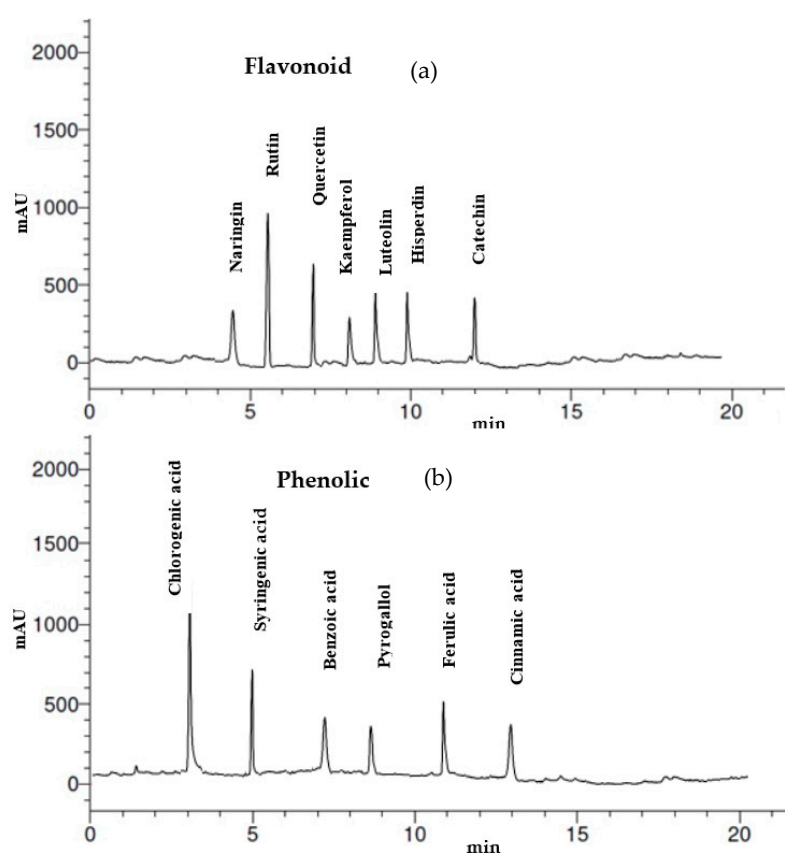 Flavonoid (a)
2000
1500
1000
500
0
mAU
Naringin
Rutin
Quercetin
Kaempferol
Luteolin
Hisperdin
Catechin
0 5 10 15 20
min
Phenolic (b)
2000
1500
1000
500
0
mAU
Chlorogenic acid
Syringenic acid
Benzoic acid
Pyrogallol
Ferulic acid
Cinnamic acid
0 5 10 15 20
min